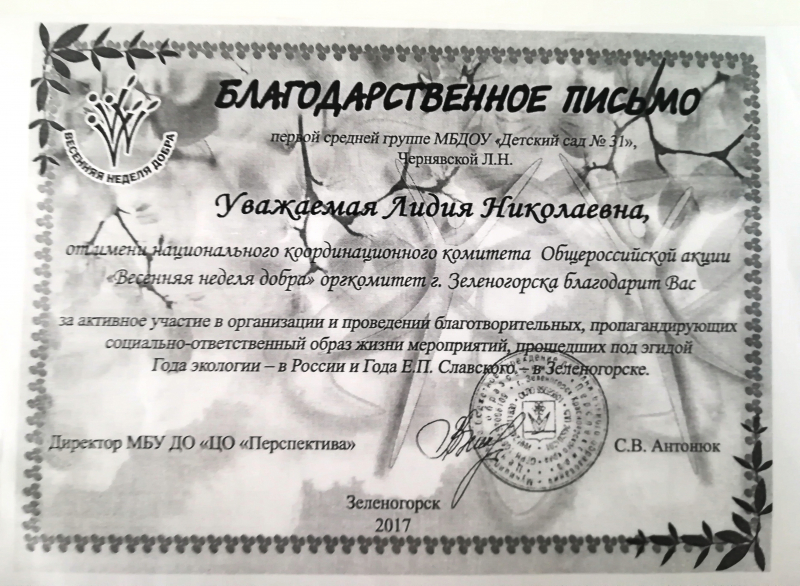 БЛАГОДАРСТВЕННОЕ ПИСЬМО
ВЕСЕННЯЯ НЕДЕЛЯ ДОБРА
первой средней группе МБДОУ «Детский сад № 31»,
Чернявской Л.Н.
Уважаемая Лидия Николаевна,
от имени национального координационного комитета Общероссийской акции
«Весенняя неделя добра» оргкомитет г. Зеленогорска благодарит Вас
за активное участие в организации и проведении благотворительных, пропагандирующих
социально-ответственный образ жизни мероприятий, прошедших под эгидой
Года экологии – в России и Года Е.П. Славского – в Зеленогорске.
Директор МБУ ДО «ЦО «Перспектива»
С.В. Антонюк
Зеленогорск
2017